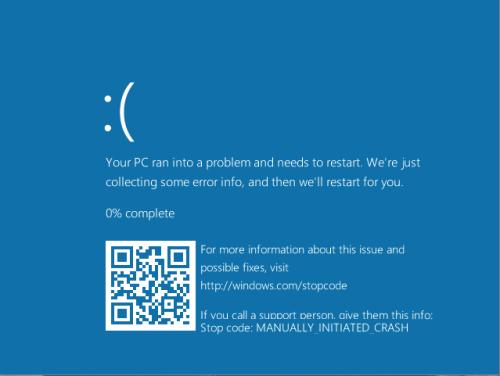 :(
Your PC ran into a problem and needs to restart. We're just
collecting some error info, and then we'll restart for you.
0% complete
For more information about this issue and
possible fixes, visit
http://windows.com/stopcode
If you call a support person, give them this info:
Stop code: MANUALLY_INITIATED_CRASH